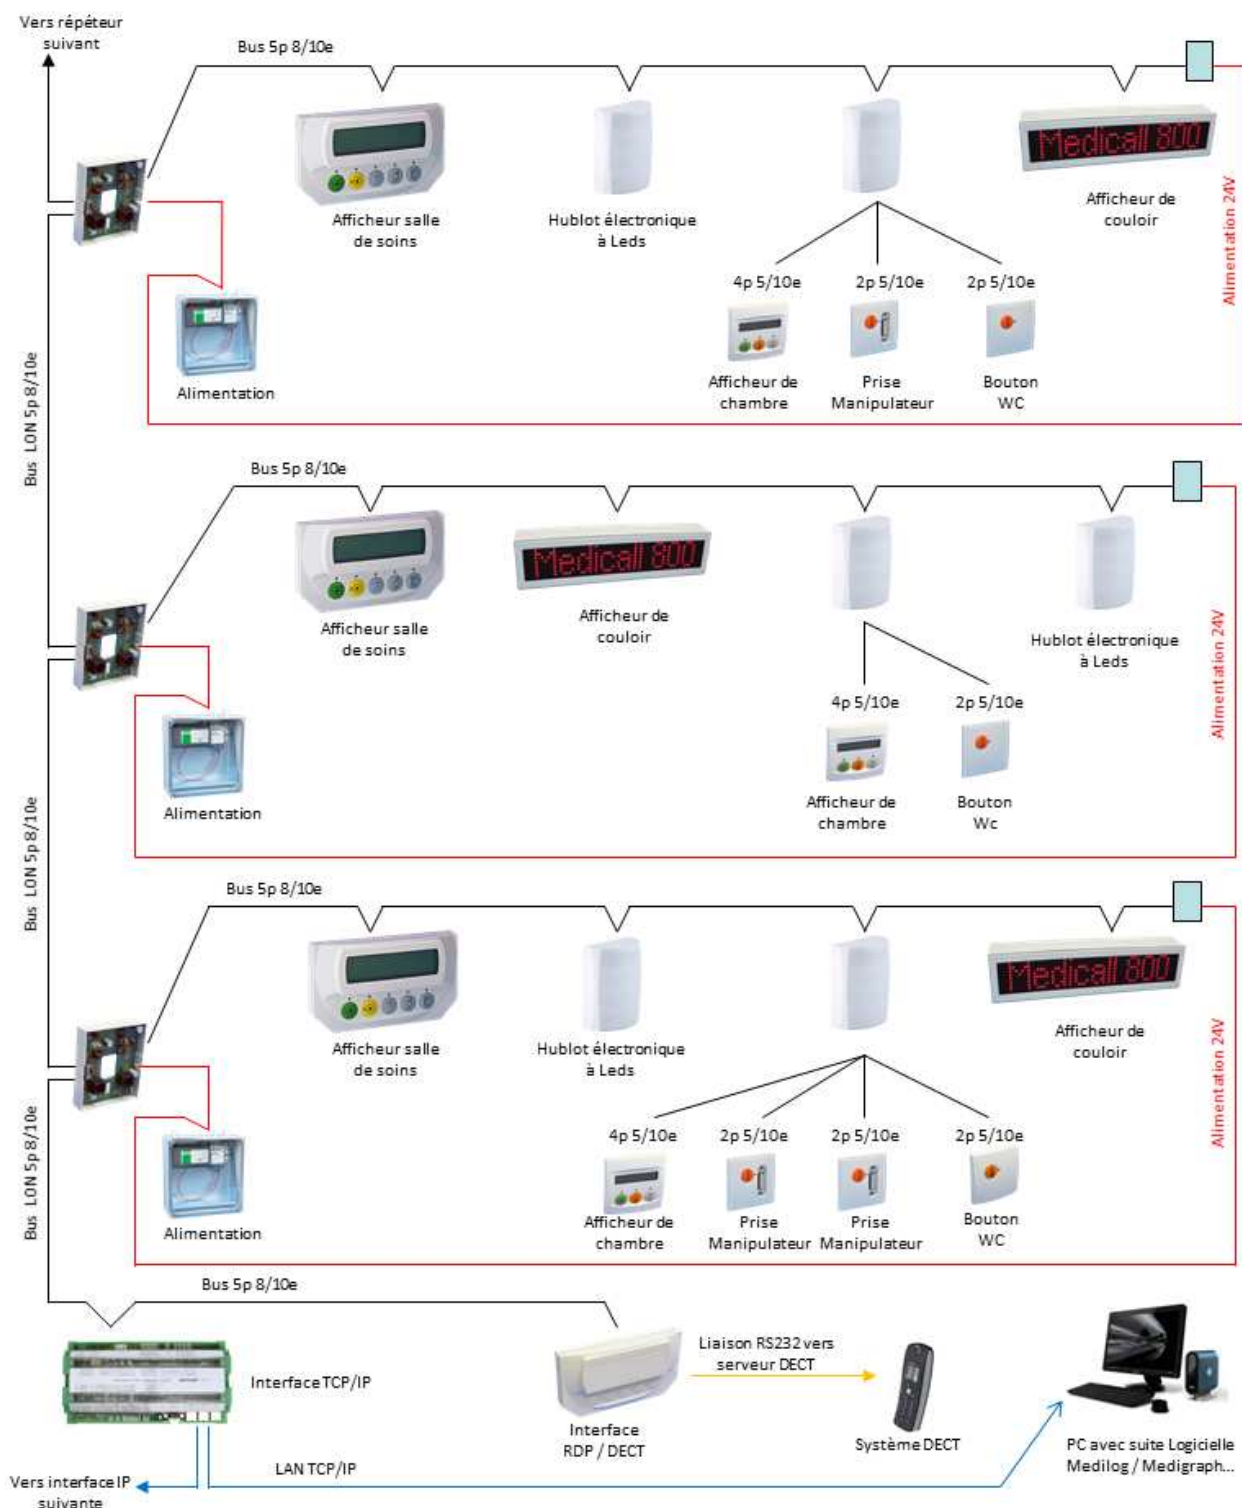 Vers répéteur
suivant
Bus 5p 8/10e
Medicall 800
Afficheur salle
de soins
Hublot électronique
à Leds
Afficheur de
couloir
Alimentation 24V
4p 5/10e
2p 5/10e
2p 5/10e
Alimentation
Afficheur de
chambre
Prise
Manipulateur
Bouton
WC
Bus LON 5p 8/10e
Bus 5p 8/10e
Medicall 800
Afficheur salle
de soins
Afficheur de
couloir
Hublot électronique
à Leds
Alimentation 24V
4p 5/10e
2p 5/10e
Alimentation
Afficheur de
chambre
Bouton
Wc
Bus LON 5p 8/10e
Bus 5p 8/10e
Medicall 800
Afficheur salle
de soins
Hublot électronique
à Leds
Afficheur de
couloir
Alimentation 24V
4p 5/10e
2p 5/10e
2p 5/10e
2p 5/10e
Alimentation
Afficheur de
chambre
Prise
Manipulateur
Prise
Manipulateur
Bouton
WC
Bus LON 5p 8/10e
Bus 5p 8/10e
Interface TCP/IP
Liaison RS232 vers
serveur DECT
Interface
RDP / DECT
Système DECT
PC avec suite Logicielle
Medilog / Medigraph...
LAN TCP/IP
Vers interface IP
suivante